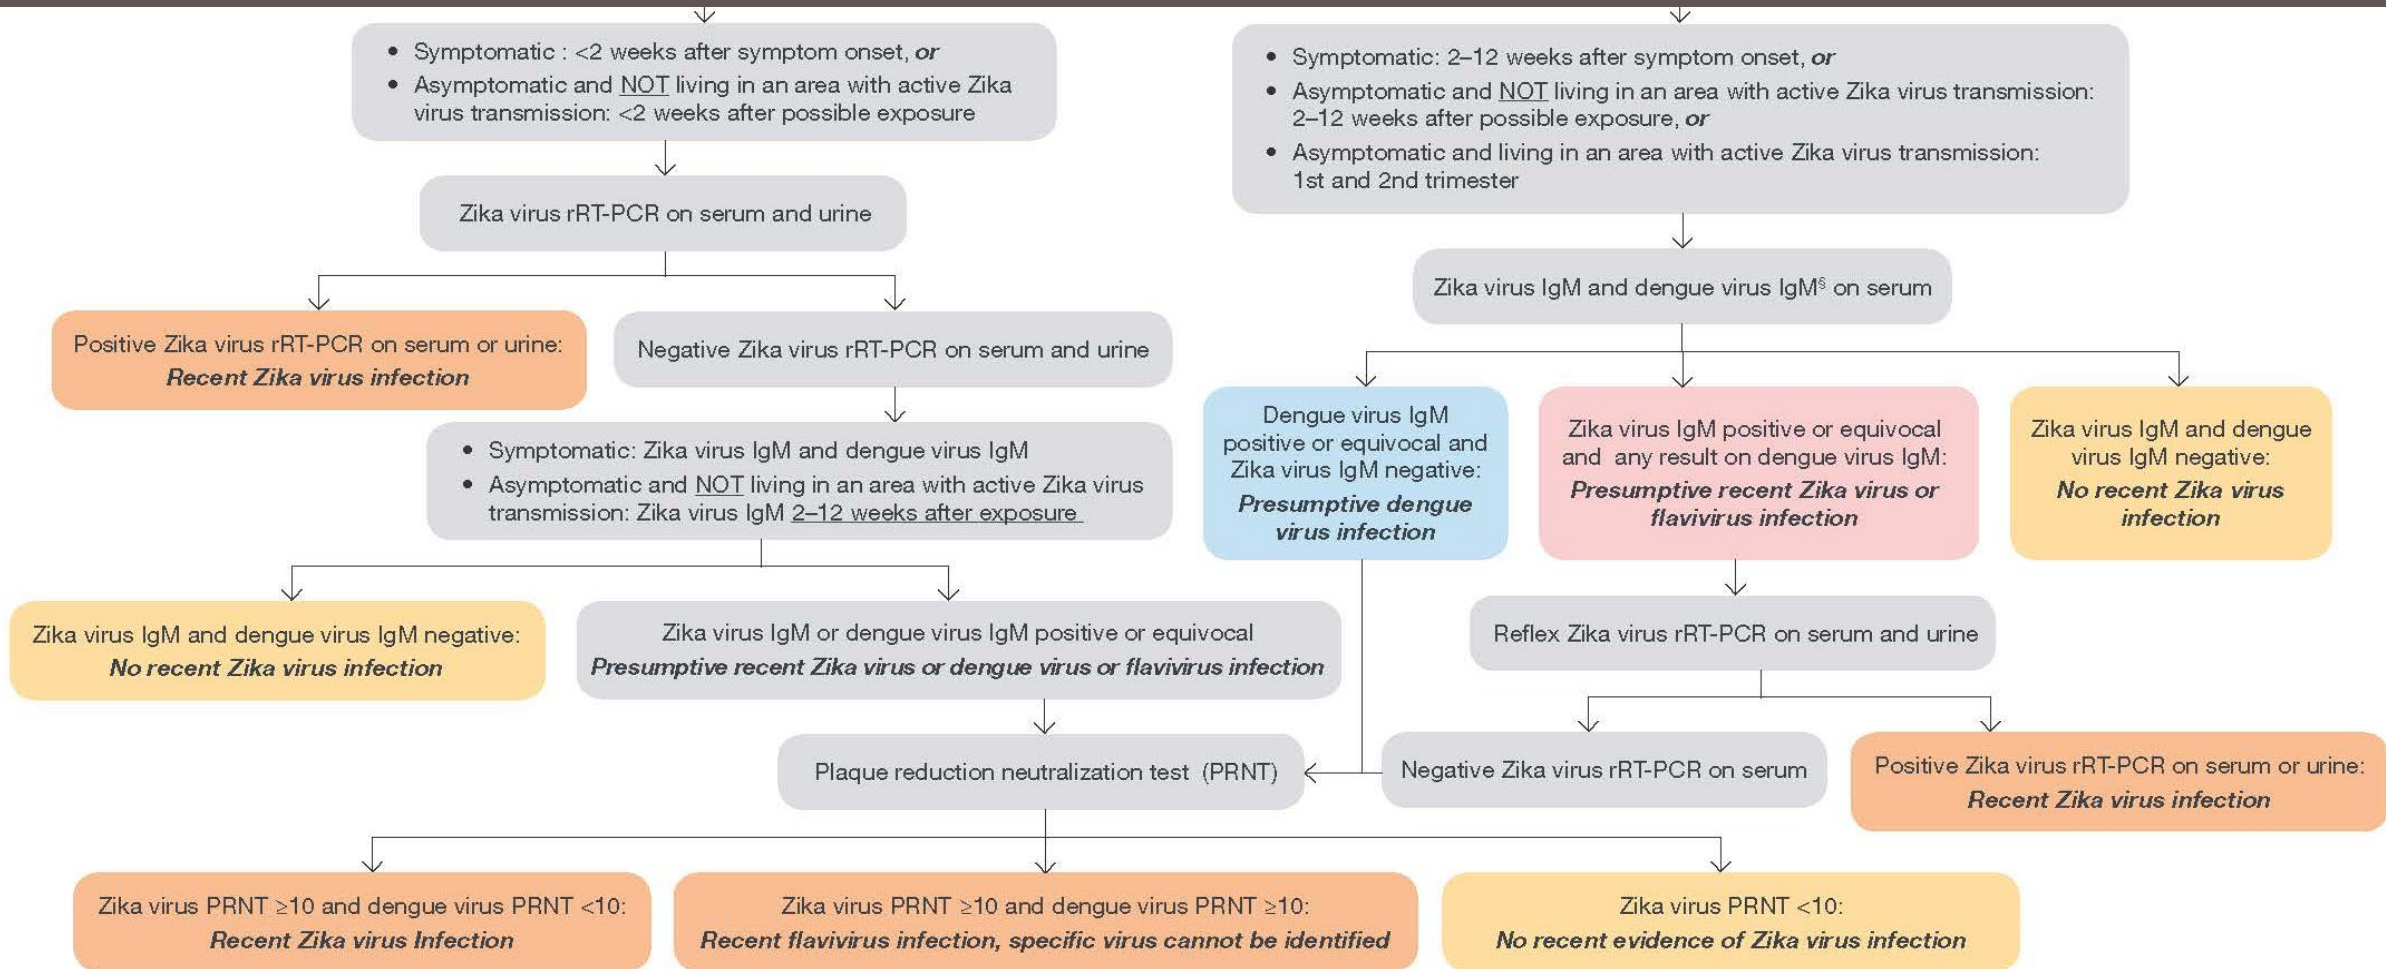 • Symptomatic : <2 weeks after symptom onset, or
• Asymptomatic and NOT living in an area with active Zika
virus transmission: <2 weeks after possible exposure
• Symptomatic: 2–12 weeks after symptom onset, or
• Asymptomatic and NOT living in an area with active Zika virus transmission:
2–12 weeks after possible exposure, or
• Asymptomatic and living in an area with active Zika virus transmission:
1st and 2nd trimester
Zika virus rRT-PCR on serum and urine
Zika virus IgM and dengue virus IgM§ on serum
Positive Zika virus rRT-PCR on serum or urine:
Recent Zika virus infection
Negative Zika virus rRT-PCR on serum and urine
Dengue virus IgM
positive or equivocal and
Zika virus IgM negative:
Presumptive dengue
virus infection
Zika virus IgM positive or equivocal
and any result on dengue virus IgM:
Presumptive recent Zika virus or
flavivirus infection
Zika virus IgM and dengue
virus IgM negative:
No recent Zika virus
infection
• Symptomatic: Zika virus IgM and dengue virus IgM
• Asymptomatic and NOT living in an area with active Zika virus
transmission: Zika virus IgM 2–12 weeks after exposure
Zika virus IgM and dengue virus IgM negative:
No recent Zika virus infection
Zika virus IgM or dengue virus IgM positive or equivocal
Presumptive recent Zika virus or dengue virus or flavivirus infection
Reflex Zika virus rRT-PCR on serum and urine
Plaque reduction neutralization test (PRNT)
Negative Zika virus rRT-PCR on serum
Positive Zika virus rRT-PCR on serum or urine:
Recent Zika virus infection
Zika virus PRNT ≥10 and dengue virus PRNT <10:
Recent Zika virus Infection
Zika virus PRNT ≥10 and dengue virus PRNT ≥10:
Recent flavivirus infection, specific virus cannot be identified
Zika virus PRNT <10:
No recent evidence of Zika virus infection